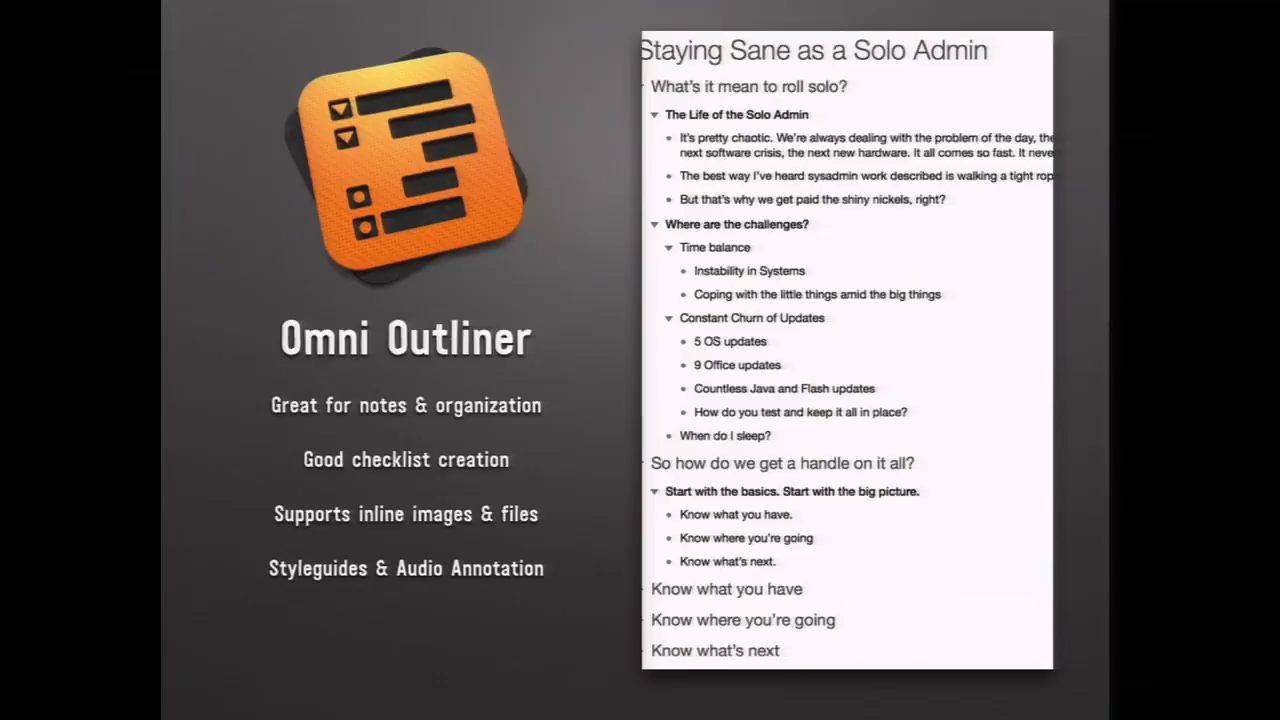 Omni Outliner
Great for notes & organization
Good checklist creation
Supports inline images & files
Styleguides & Audio Annotation
Staying Sane as a Solo Admin
What's it mean to roll solo?
The Life of the Solo Admin
It's pretty chaotic. We're always dealing with the problem of the day, the
next software crisis, the next new hardware. It all comes so fast. It neve
The best way I've heard sysadmin work described is walking a tight rop
But that's why we get paid the shiny nickels, right?
Where are the challenges?
Time balance
Instability in Systems
Coping with the little things amid the big things
Constant Churn of Updates
5 OS updates
9 Office updates
Countless Java and Flash updates
How do you test and keep it all in place?
When do I sleep?
So how do we get a handle on it all?
Start with the basics. Start with the big picture.
Know what you have.
Know where you're going
Know what's next.
Know what you have
Know where you're going
Know what's next